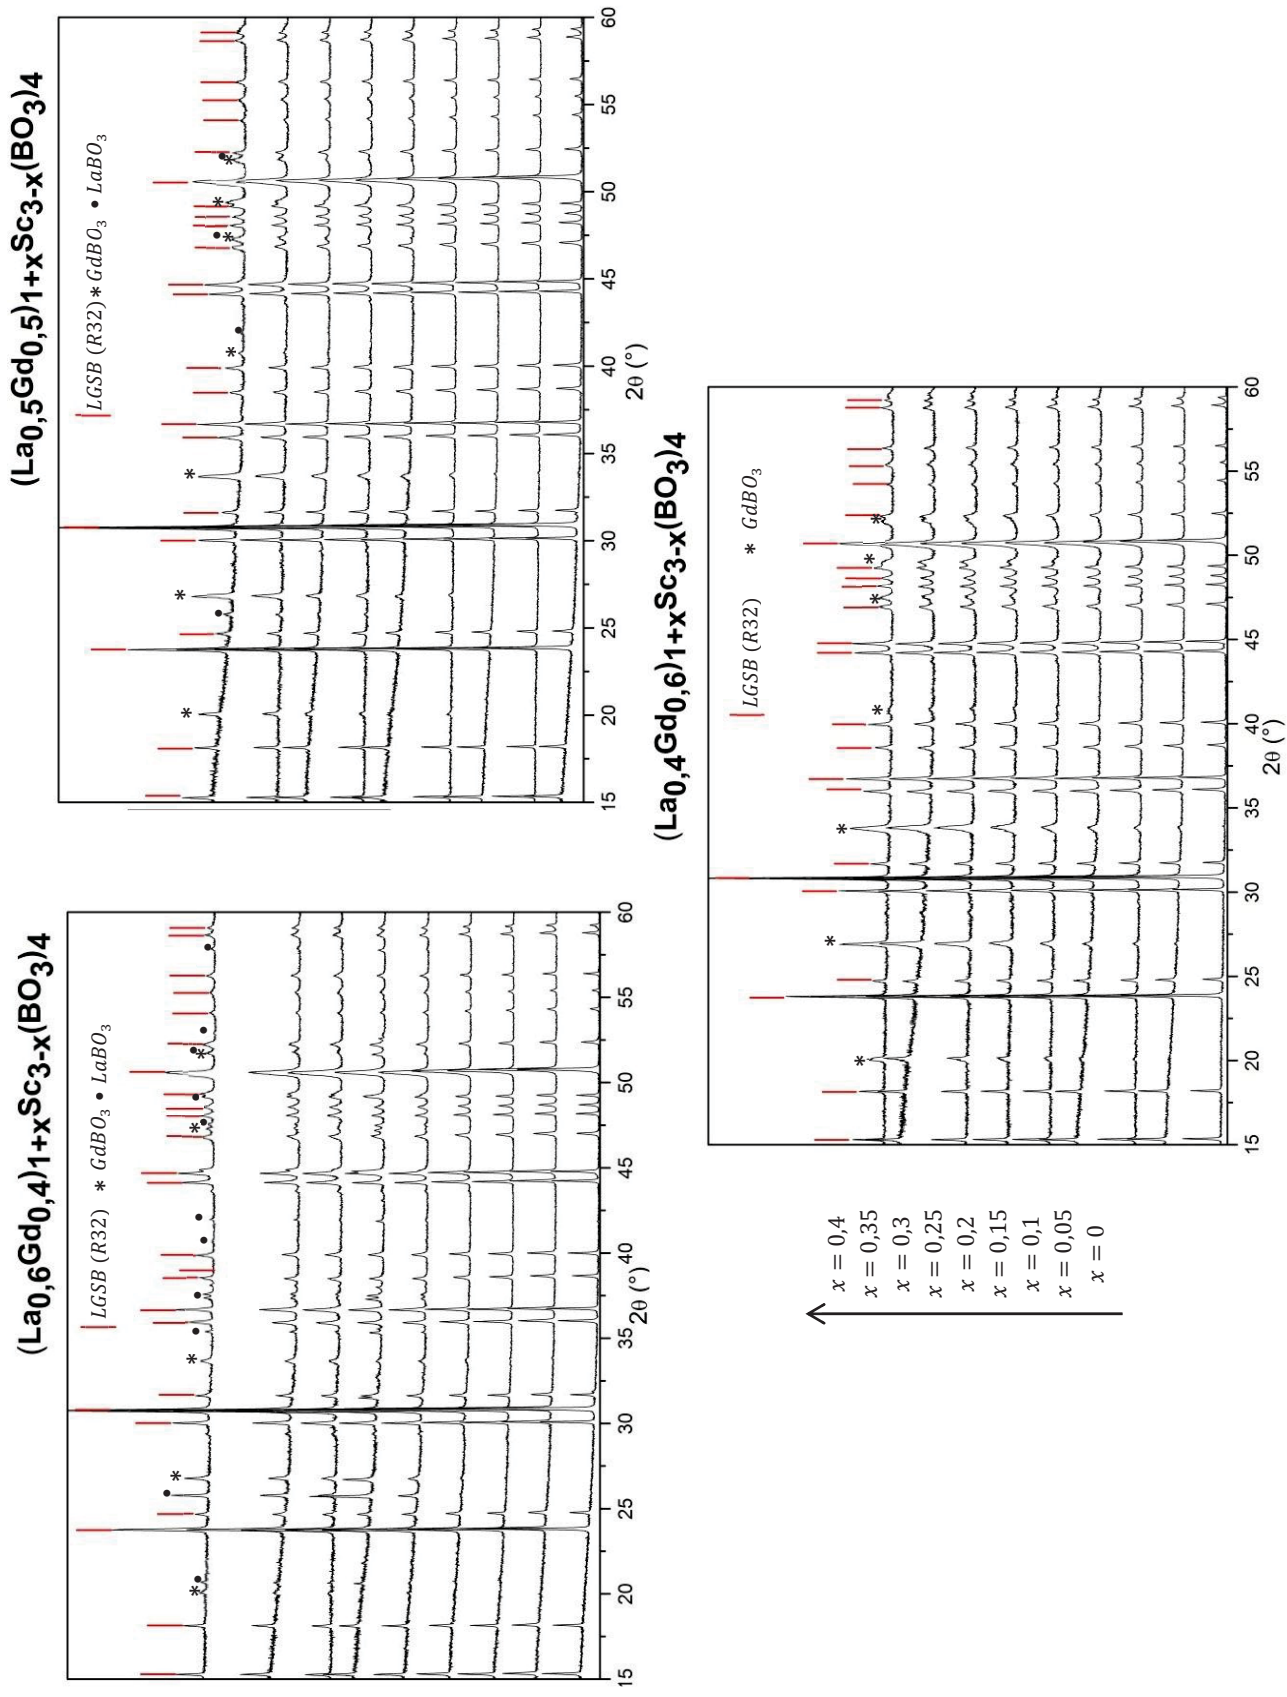 (La0,6Gd0,4)1+xSc3-x(BO3)4
LGSB (R32) * GdBO3 • LaBO3
15 20 25 30 35 40 45 50 55 60
2θ (°)
(La0,5Gd0,5)1+xSc3-x(BO3)4
LGSB (R32) * GdBO3 • LaBO3
15 20 25 30 35 40 45 50 55 60
2θ (°)
(La0,4Gd0,6)1+xSc3-x(BO3)4
LGSB (R32) * GdBO3
15 20 25 30 35 40 45 50 55 60
2θ (°)
x = 0,4
x = 0,35
x = 0,3
x = 0,25
x = 0,2
x = 0,15
x = 0,1
x = 0,05
x = 0